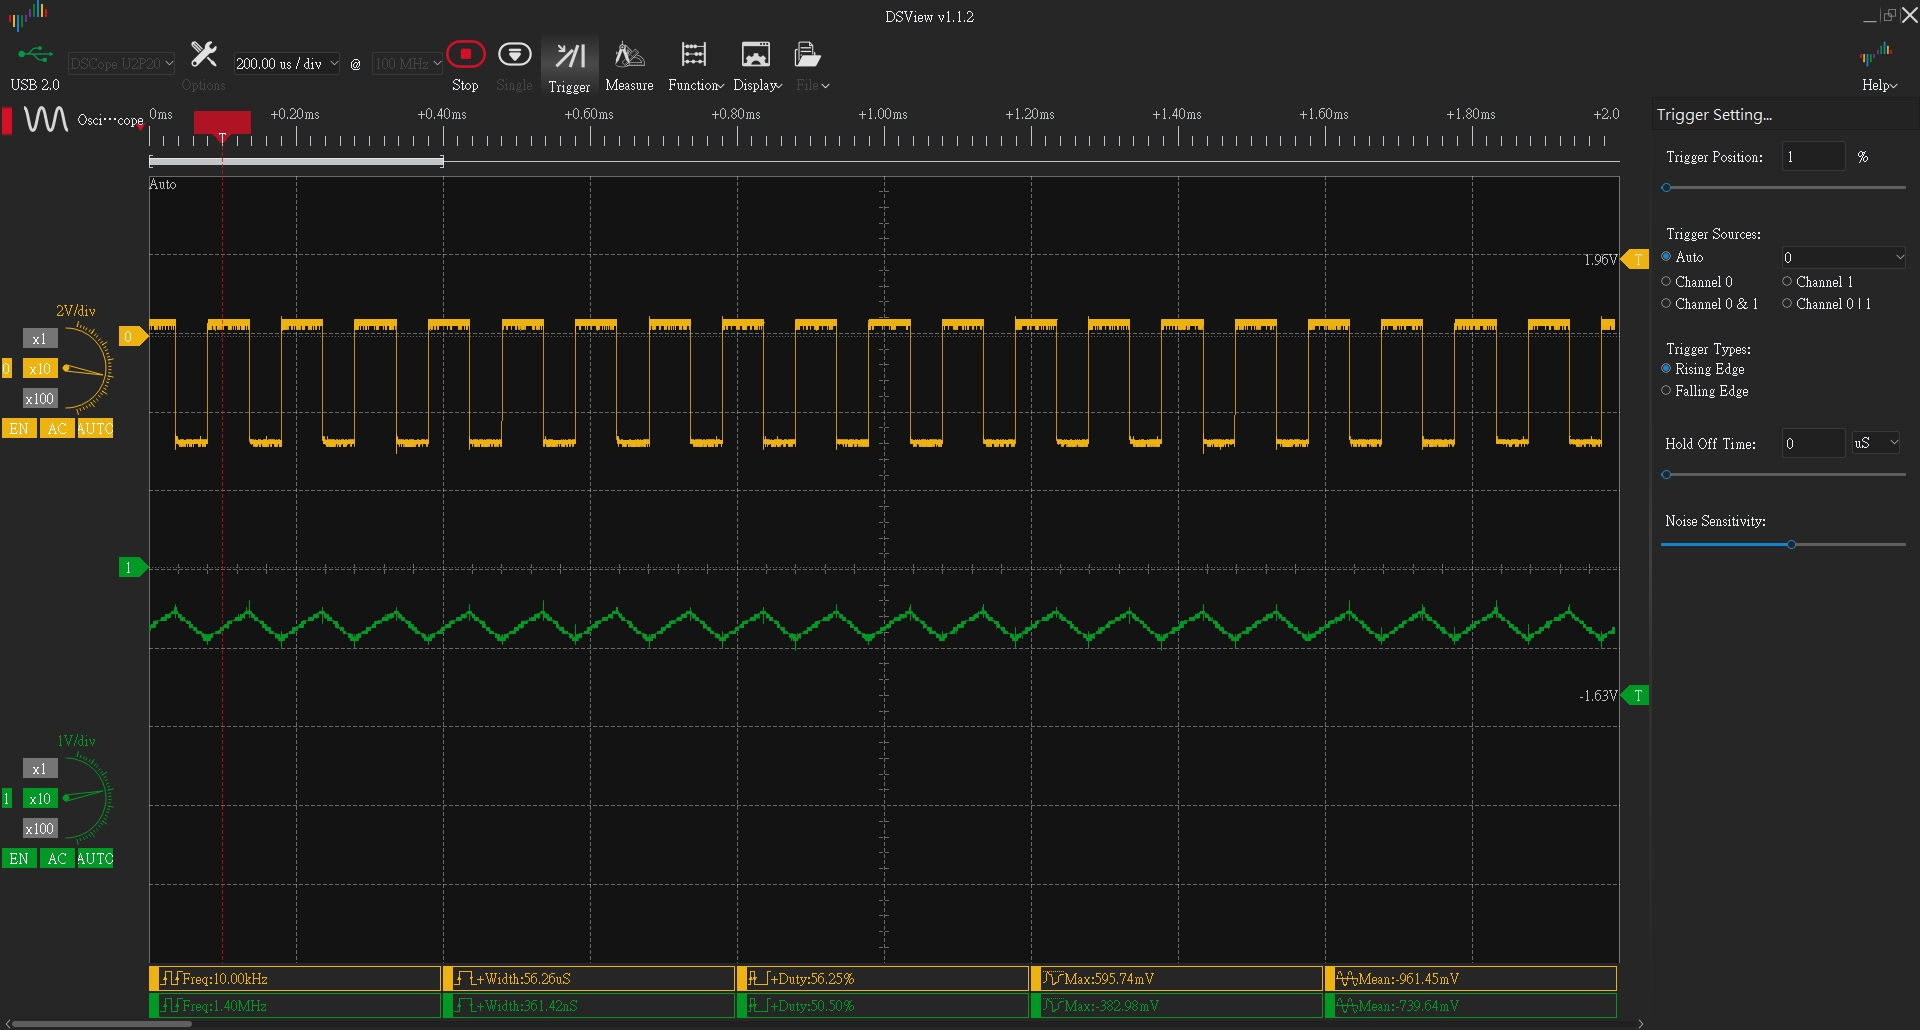 DSView v1.1.2
USB 2.0
DSCope U2P20
Options
200.00 us / div
@
100 MHz
Stop
Single
Trigger
Measure
Function
Display
File
Help
Osci···cope
0ms +0.20ms +0.40ms +0.60ms +0.80ms +1.00ms +1.20ms +1.40ms +1.60ms +1.80ms +2.0
T
Auto
1.96V T
2V/div
x1
0 x10
x100
EN AC AUTO
0
1
-1.63V T
1V/div
x1
1 x10
x100
EN AC AUTO
Freq:10.00kHz +Width:56.26uS +Duty:56.25% Max:595.74mV Mean:-961.45mV
Freq:1.40MHz +Width:361.42nS +Duty:50.50% Max:-382.98mV Mean:-739.64mV
Trigger Setting...
Trigger Position: 1 %
Trigger Sources:
Auto 0
Channel 0 Channel 1
Channel 0 & 1 Channel 0 | 1
Trigger Types:
Rising Edge
Falling Edge
Hold Off Time: 0 uS
Noise Sensitivity: